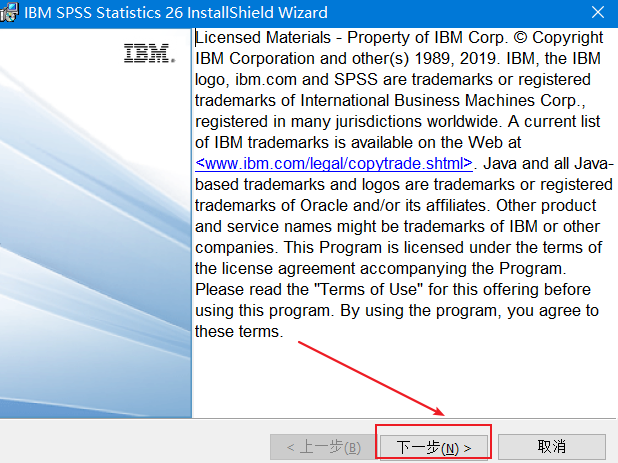 IBM SPSS Statistics 26 InstallShield Wizard
IBM.
Licensed Materials - Property of IBM Corp. © Copyright
IBM Corporation and other(s) 1989, 2019. IBM, the IBM
logo, ibm.com and SPSS are trademarks or registered
trademarks of International Business Machines Corp.,
registered in many jurisdictions worldwide. A current list
of IBM trademarks is available on the Web at
<www.ibm.com/legal/copytrade.shtml>. Java and all Java-
based trademarks and logos are trademarks or registered
trademarks of Oracle and/or its affiliates. Other product
and service names might be trademarks of IBM or other
companies. This Program is licensed under the terms of
the license agreement accompanying the Program.
Please read the "Terms of Use" for this offering before
using this program. By using the program, you agree to
these terms.
< 上一步(B) 下一步(N) > 取消